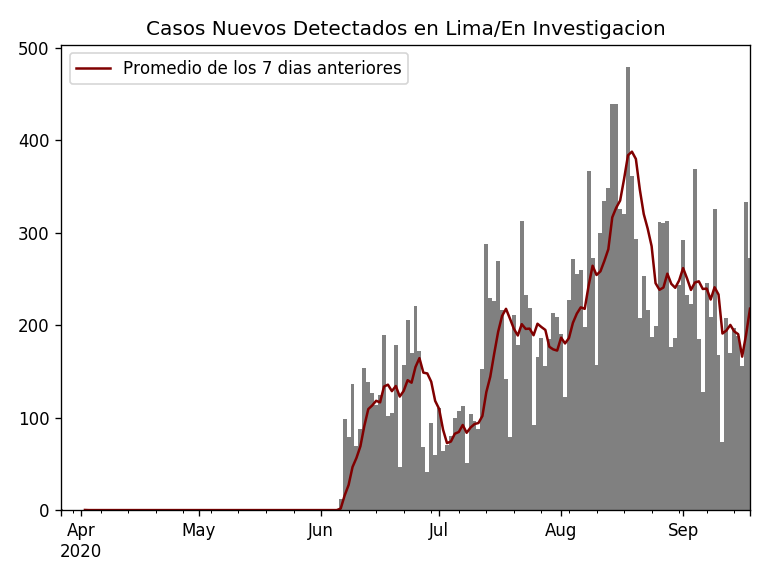 Casos Nuevos Detectados en Lima/En Investigacion
Promedio de los 7 dias anteriores
500
400
300
200
100
0
Apr May Jun Jul Aug Sep
2020